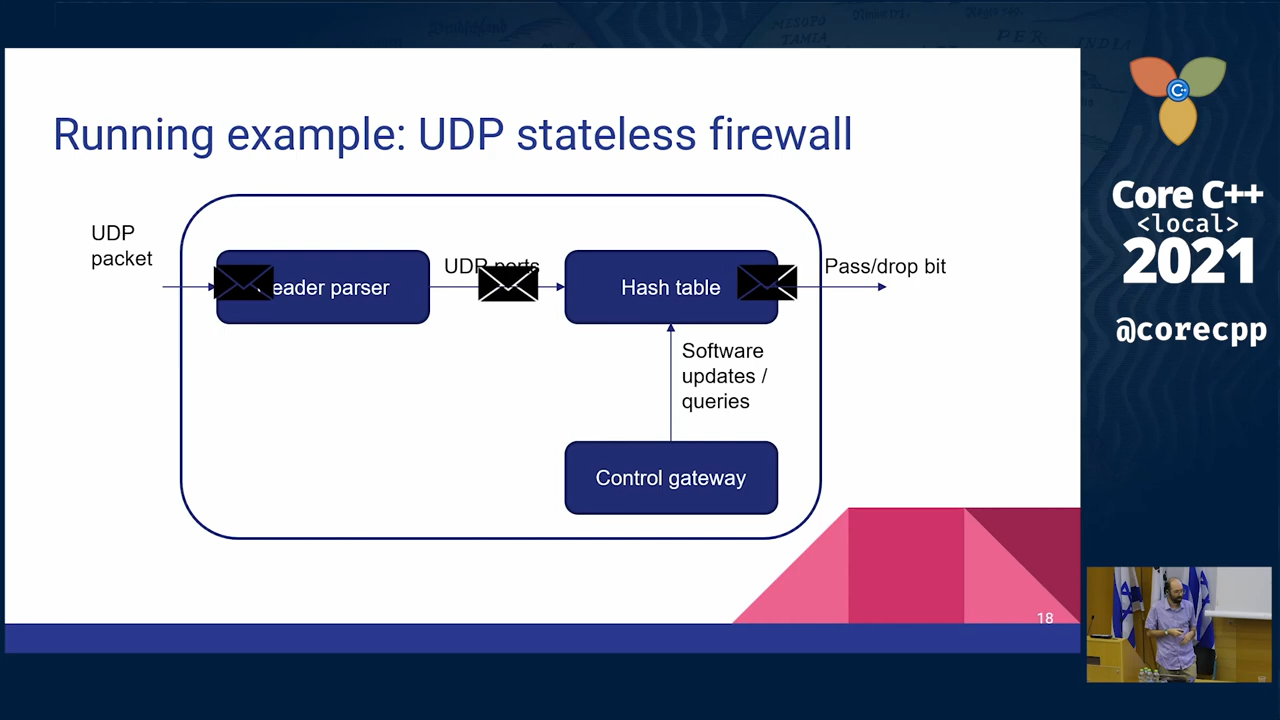 Running example: UDP stateless firewall
UDP
packet
eader parser
UDP ports
Hash table
Pass/drop bit
Software
updates /
queries
Control gateway
18
C++
Core C++
<local>
2021
@corecpp